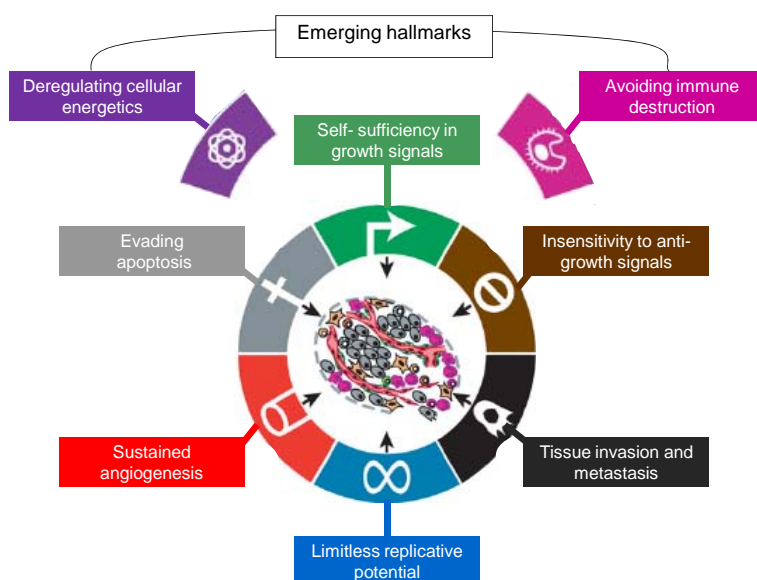 Emerging hallmarks
Deregulating cellular
energetics
Avoiding immune
destruction
Self- sufficiency in
growth signals
Evading
apoptosis
Insensitivity to anti-
growth signals
Sustained
angiogenesis
Tissue invasion and
metastasis
Limitless replicative
potential